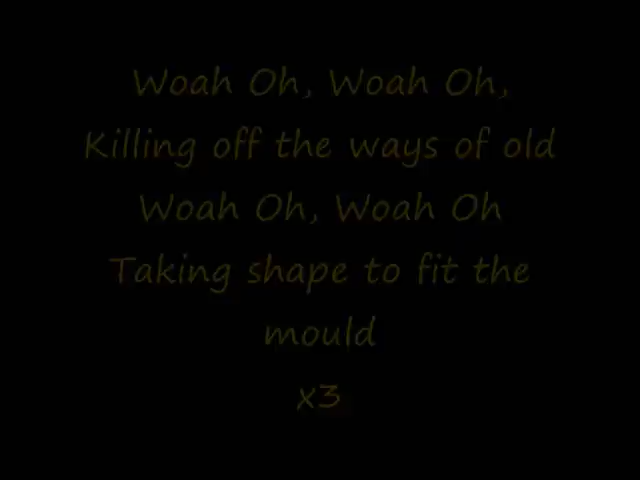 Woah Oh, Woah Oh,
Killing off the ways of old
Woah Oh, Woah Oh
Taking shape to fit the
mould
x3